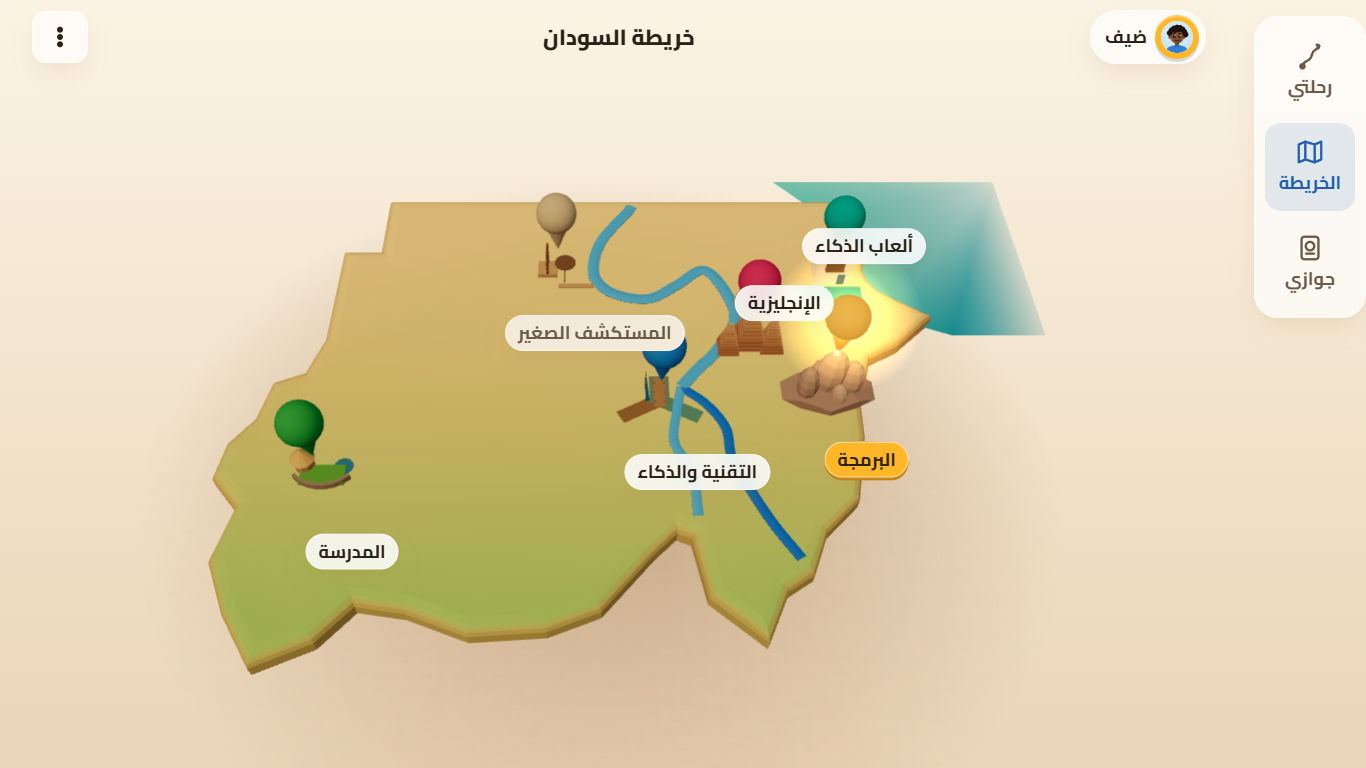 خريطة السودان
ضيف
رحلتي
الخريطة
جوازي
ألعاب الذكاء
الإنجليزية
المستكشف الصغير
البرمجة
التقنية والذكاء
المدرسة